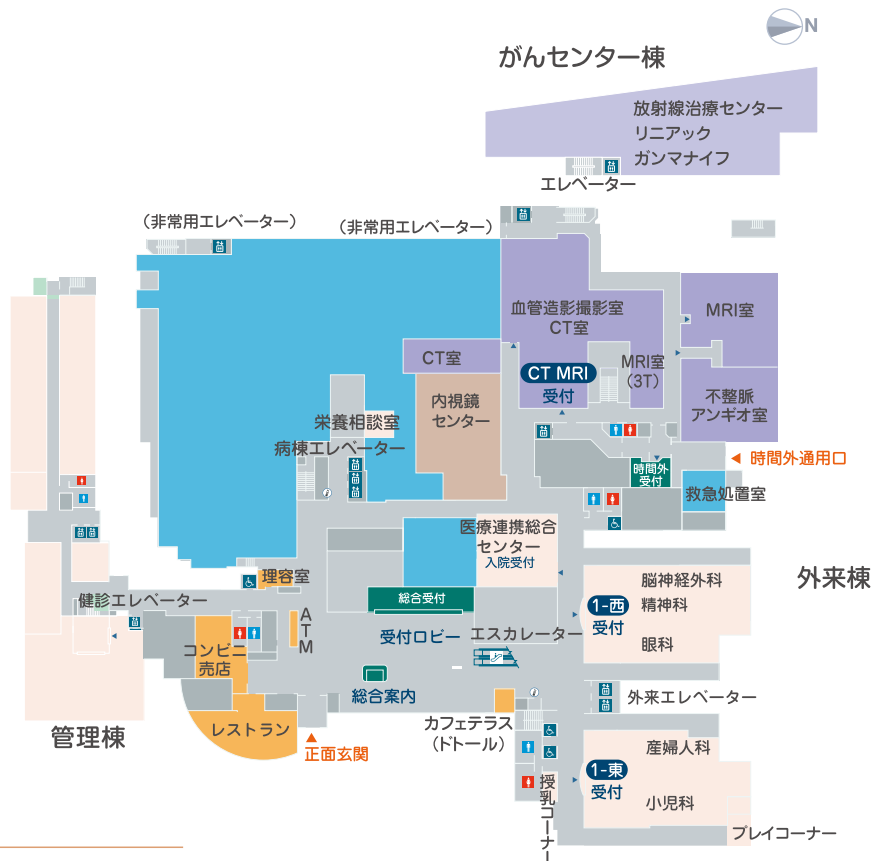 N
がんセンター棟
放射線治療センター
リニアック
ガンマナイフ
エレベーター
（非常用エレベーター）
（非常用エレベーター）
血管造影撮影室
CT室
MRI室
CT室
MRI室
（3T）
CT MRI
受付
不整脈
アンギオ室
内視鏡
センター
栄養相談室
病棟エレベーター
時間外通用口
時間外
受付
救急処置室
医療連携総合
センター
入院受付
外来棟
理容室
健診エレベーター
総合受付
脳神経外科
精神科
眼科
1-西
受付
ATM
受付ロビー
エスカレーター
コンビニ
売店
総合案内
外来エレベーター
レストラン
カフェテラス
（ドトール）
管理棟
正面玄関
産婦人科
小児科
1-東
受付
授乳コーナー
プレイコーナー